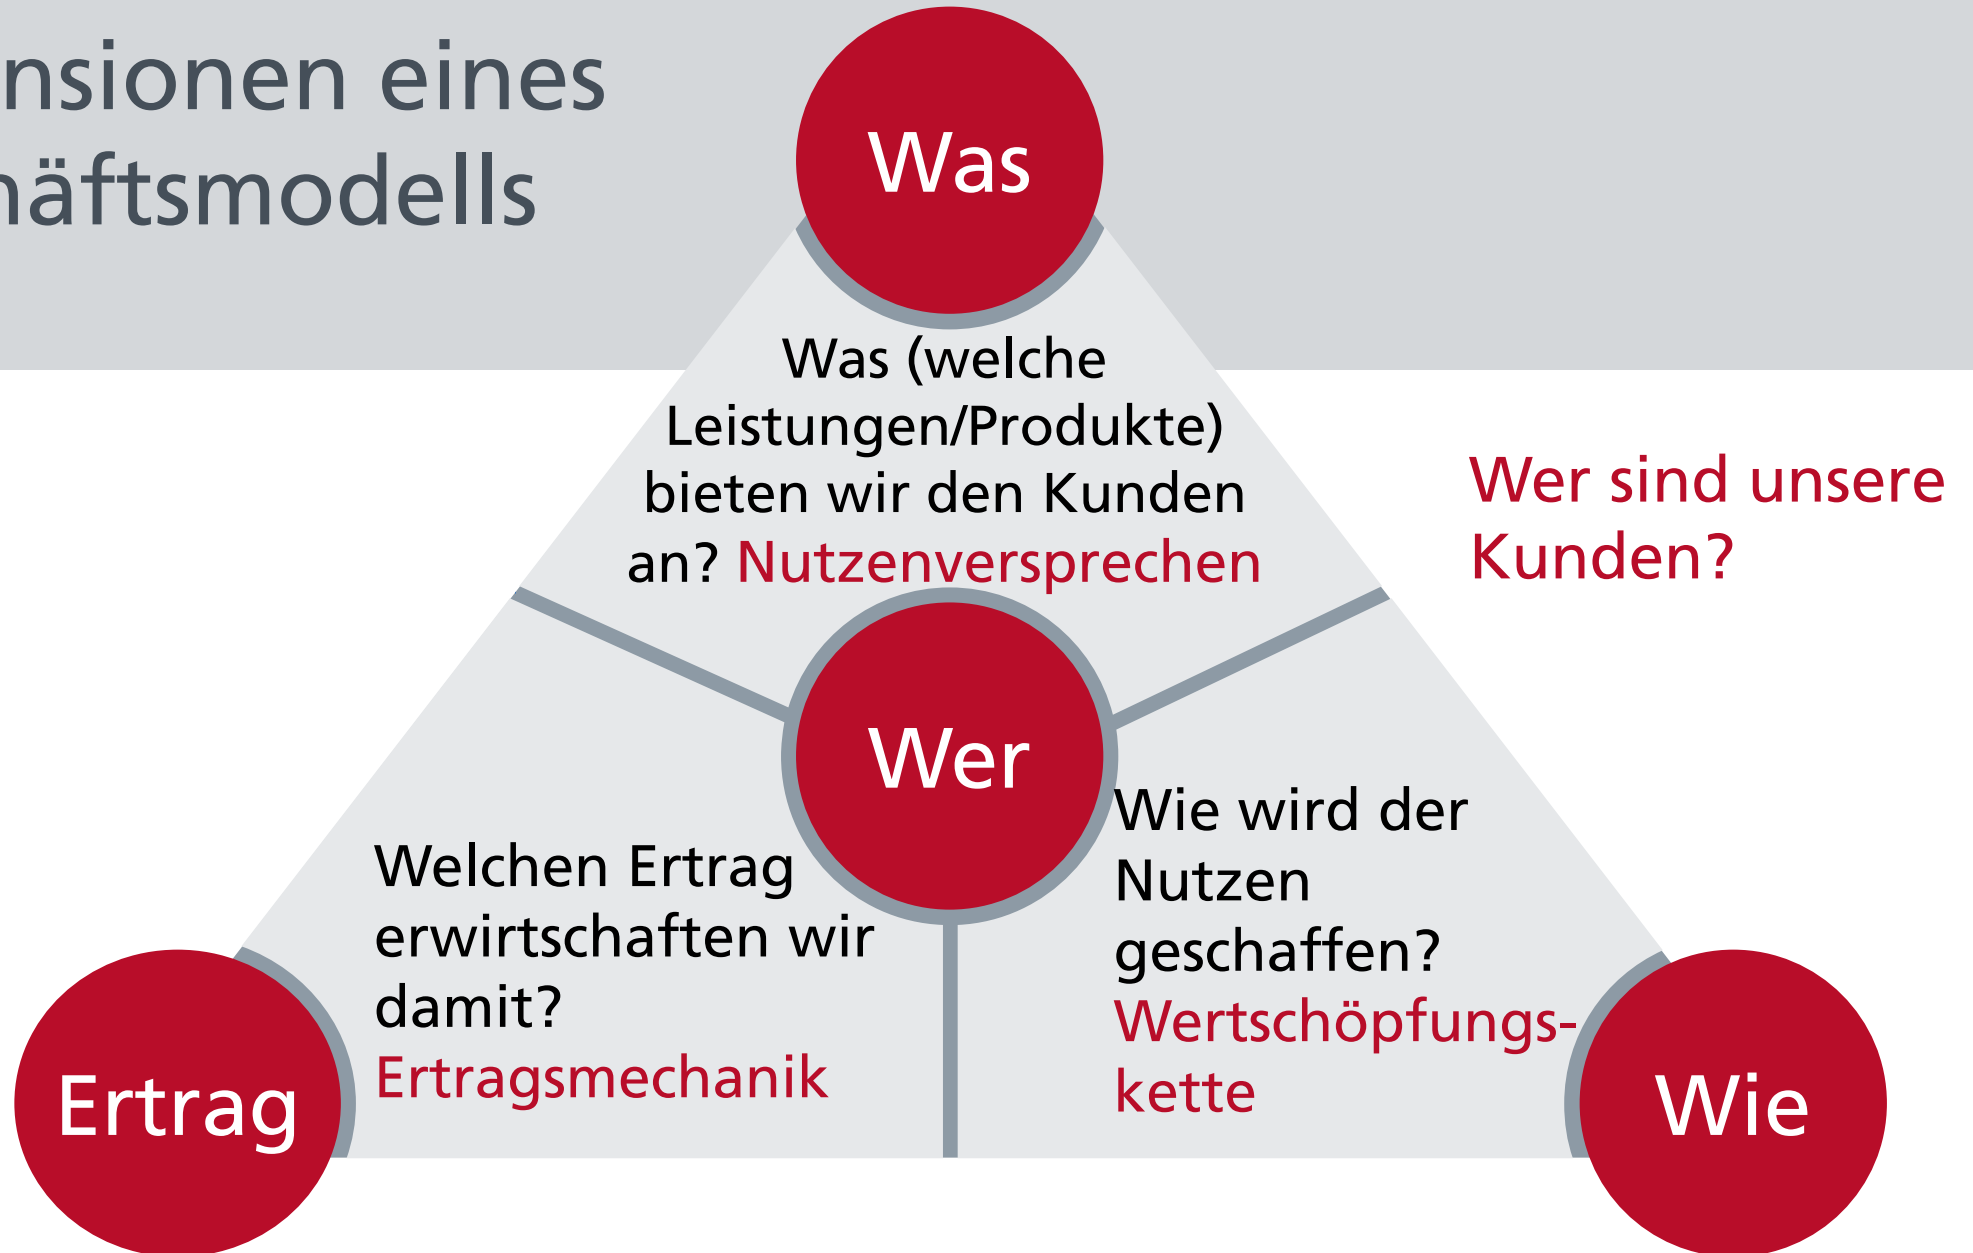 nsionen eines
häftsmodells
Was
Was (welche
Leistungen/Produkte)
bieten wir den Kunden
an? Nutzenversprechen
Wer sind unsere
Kunden?
Wer
Wie wird der
Nutzen
geschaffen?
Wertschöpfungs-
kette
Welchen Ertrag
erwirtschaften wir
damit?
Ertragsmechanik
Ertrag
Wie